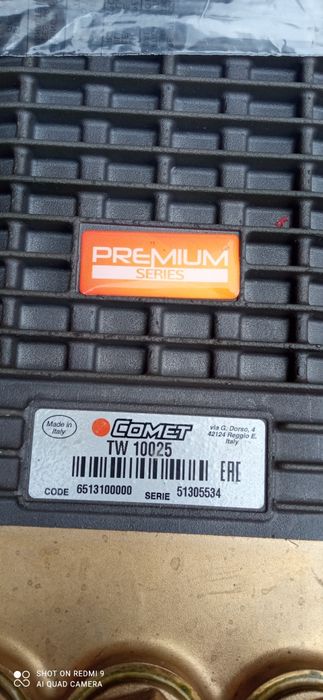 PREMIUM
SERIES
Made in
Italy
COMET
via G. Dorso, 4
42124 Reggio E.
Italy
TW 10025
EAC
CODE 6513100000 SERIE 51305534
SHOT ON REDMI 9
AI QUAD CAMERA